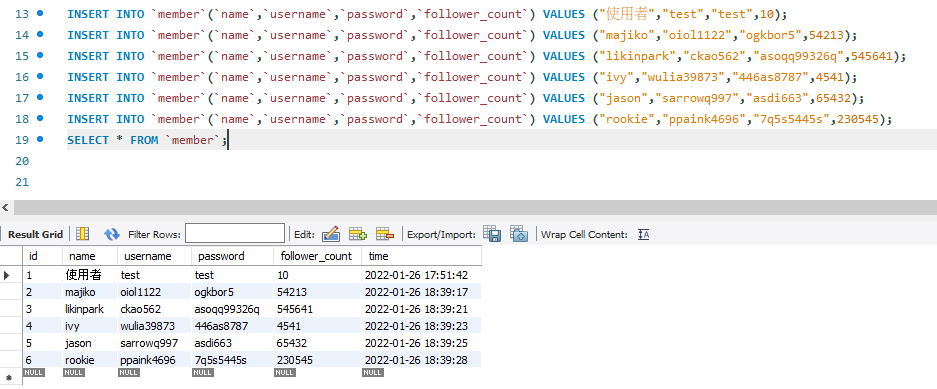 13 INSERT INTO `member`(`name`,`username`,`password`,`follower_count`) VALUES ("使用者","test","test",10);
14 INSERT INTO `member`(`name`,`username`,`password`,`follower_count`) VALUES ("majiko","oiol1122","ogkbor5",54213);
15 INSERT INTO `member`(`name`,`username`,`password`,`follower_count`) VALUES ("likinpark","ckao562","asoqq99326q",545641);
16 INSERT INTO `member`(`name`,`username`,`password`,`follower_count`) VALUES ("ivy","wulia39873","446as8787",4541);
17 INSERT INTO `member`(`name`,`username`,`password`,`follower_count`) VALUES ("jason","sarrowq997","asdi663",65432);
18 INSERT INTO `member`(`name`,`username`,`password`,`follower_count`) VALUES ("rookie","ppaink4696","7q5s5445s",230545);
19 SELECT * FROM `member`;
20
21
Result Grid Filter Rows: Edit: Export/Import: Wrap Cell Content: IA
id name username password follower_count time
1 使用者 test test 10 2022-01-26 17:51:42
2 majiko oiol1122 ogkbor5 54213 2022-01-26 18:39:17
3 likinpark ckao562 asoqq99326q 545641 2022-01-26 18:39:21
4 ivy wulia39873 446as8787 4541 2022-01-26 18:39:23
5 jason sarrowq997 asdi663 65432 2022-01-26 18:39:25
6 rookie ppaink4696 7q5s5445s 230545 2022-01-26 18:39:28
NULL NULL NULL NULL NULL NULL